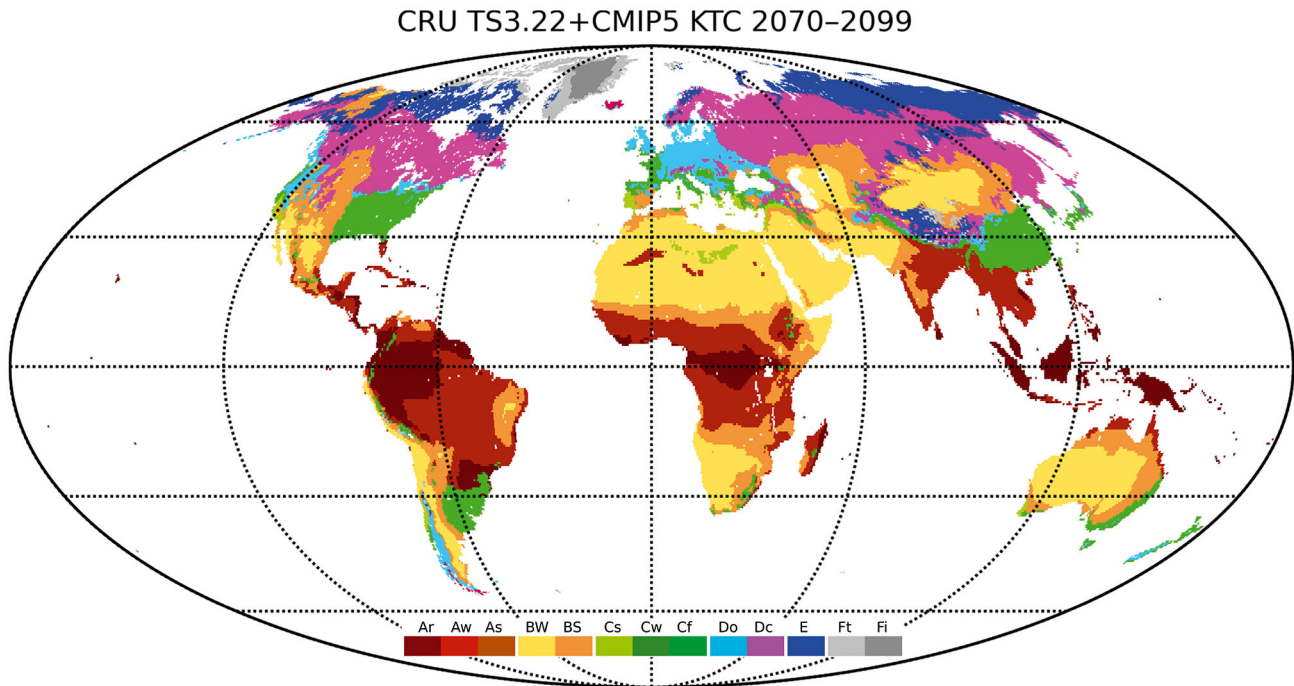 CRU TS3.22+CMIP5 KTC 2070–2099
Ar Aw As BW BS Cs Cw Cf Do Dc E Ft Fi